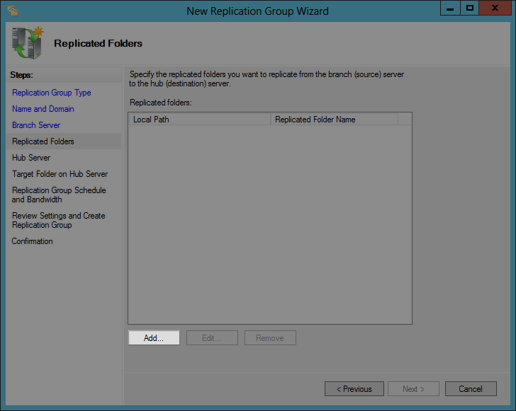 New Replication Group Wizard
Replicated Folders
Steps:
Replication Group Type
Name and Domain
Branch Server
Replicated Folders
Hub Server
Target Folder on Hub Server
Replication Group Schedule
and Bandwidth
Review Settings and Create
Replication Group
Confirmation
Specify the replicated folders you want to replicate from the branch (source) server
to the hub (destination) server.
Replicated folders:
Local Path Replicated Folder Name
Add... Edit... Remove
< Previous Next > Cancel